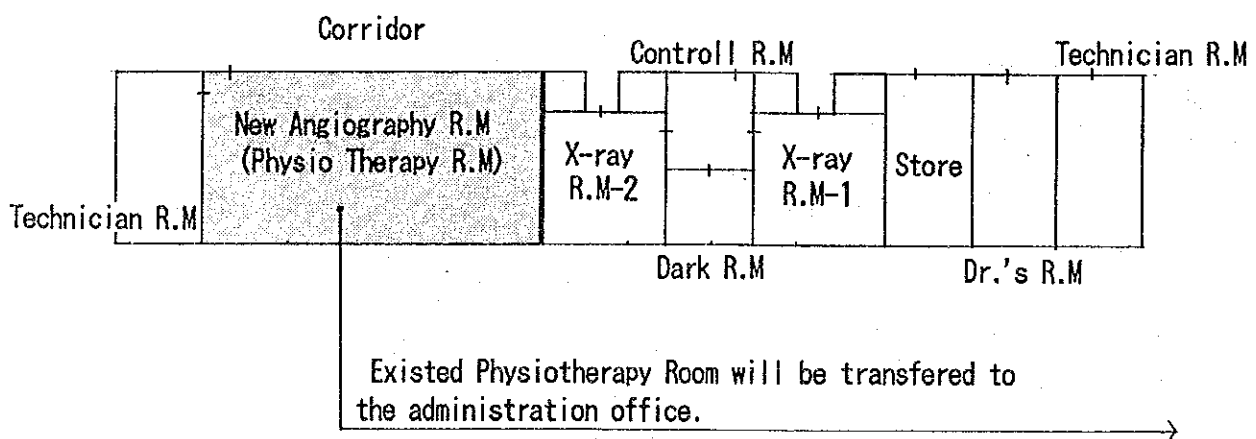 Corridor
Controll R.M
Technician R.M
New Angiography R.M
(Physio Therapy R.M)
X-ray
R.M-2
X-ray
R.M-1
Store
Technician R.M
Dark R.M
Dr.'s R.M
Existed Physiotherapy Room will be transfered to
the administration office.